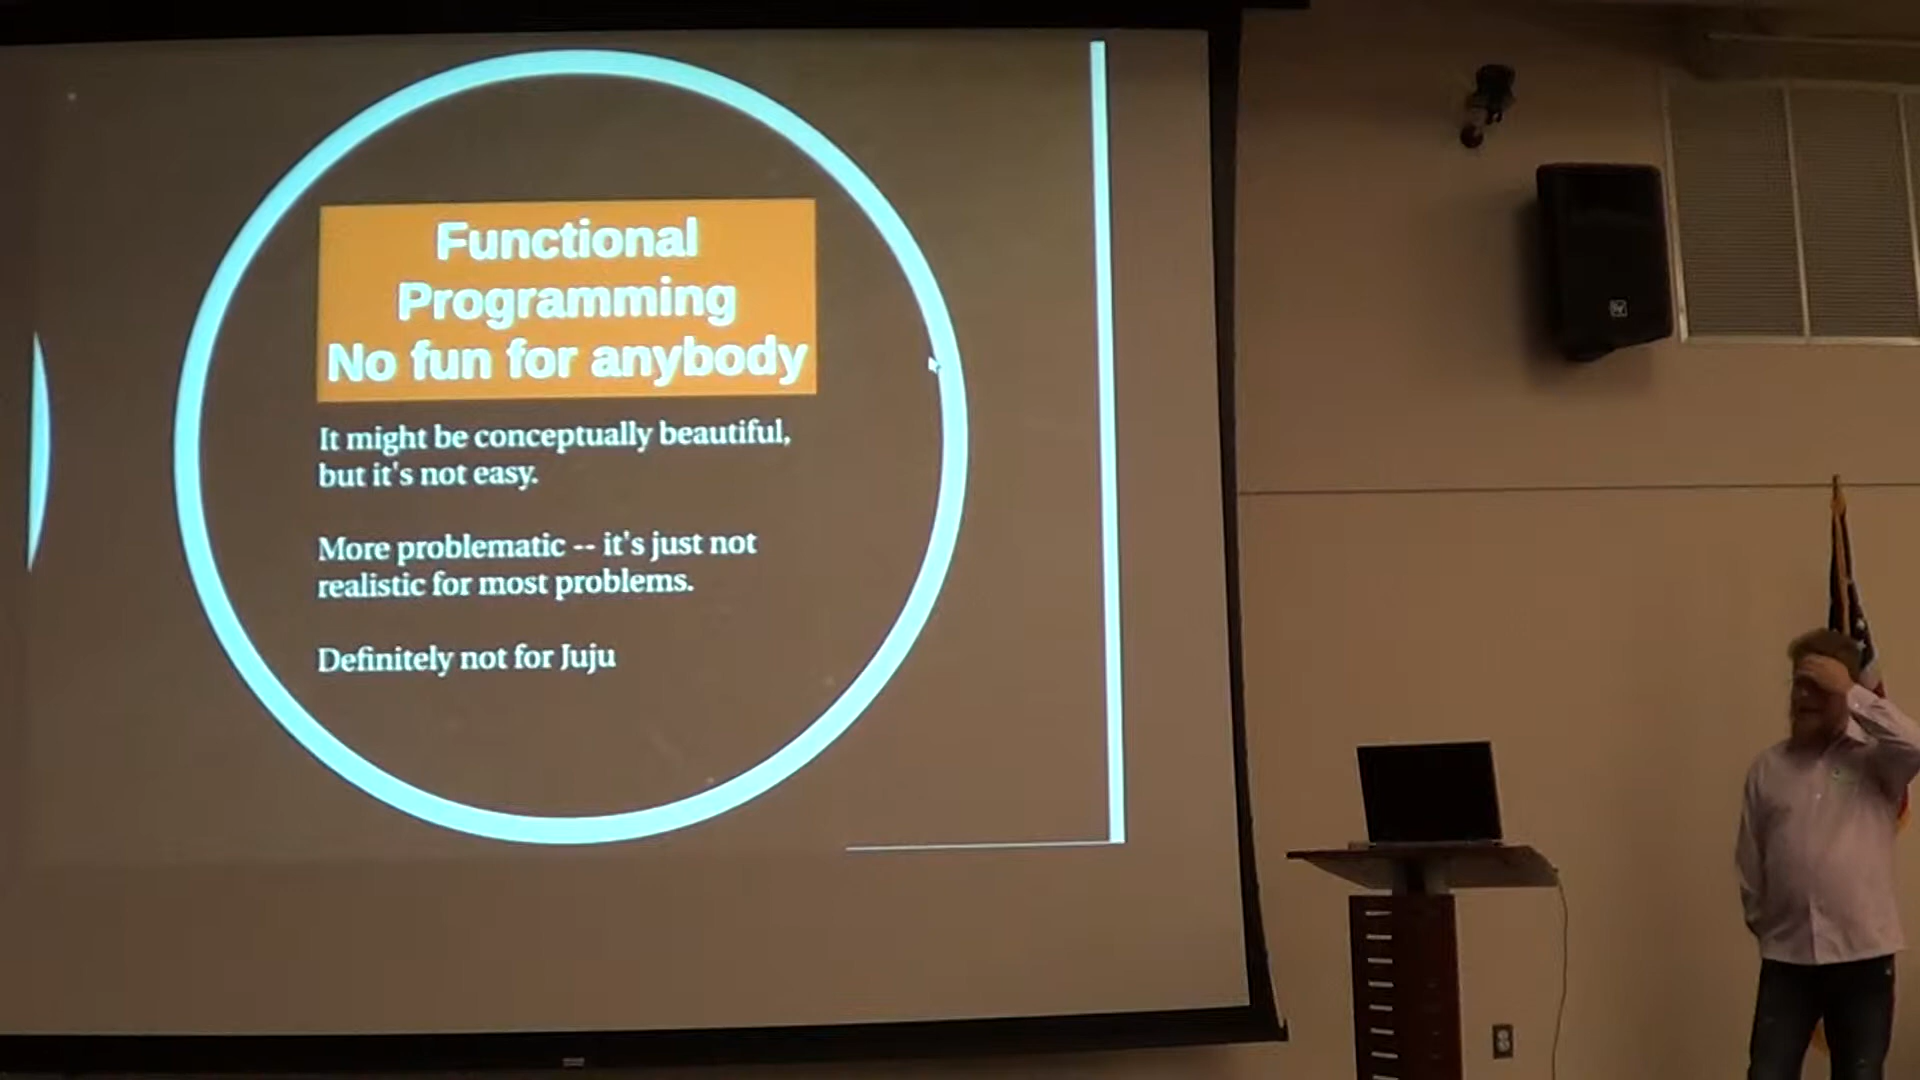 Functional
Programming
No fun for anybody
It might be conceptually beautiful,
but it's not easy.
More problematic -- it's just not
realistic for most problems.
Definitely not for Juju